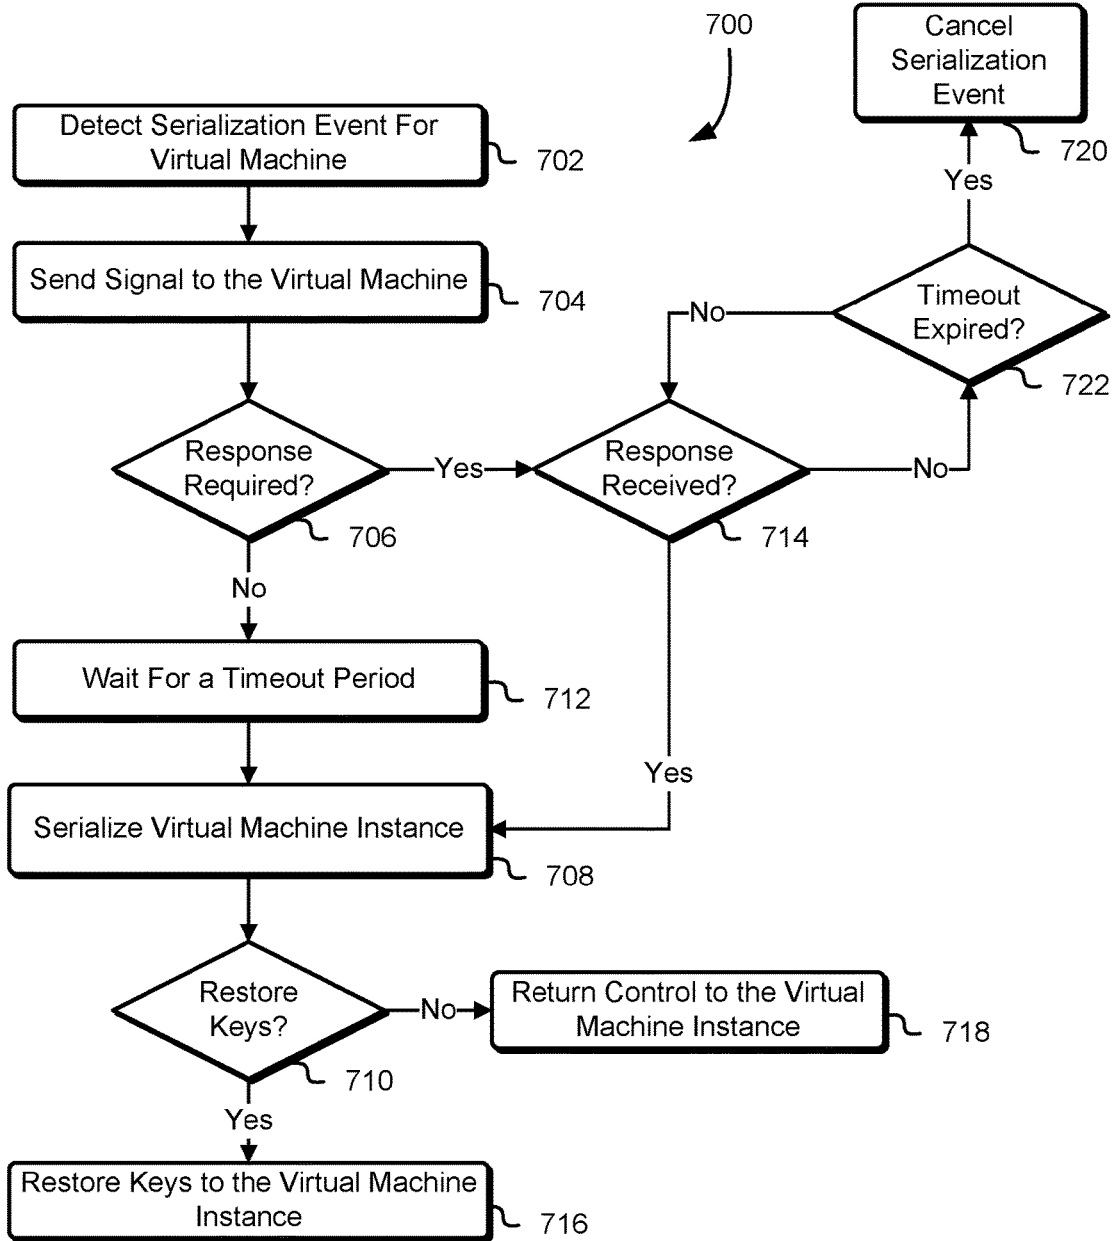 700
Cancel
Serialization
Event
720
Detect Serialization Event For
Virtual Machine
702
Yes
Send Signal to the Virtual Machine
704
No
Timeout
Expired?
722
Response
Required?
706
Yes
Response
Received?
714
No
No
Wait For a Timeout Period
712
Yes
Serialize Virtual Machine Instance
708
Restore
Keys?
710
No
Return Control to the Virtual
Machine Instance
718
Yes
Restore Keys to the Virtual Machine
Instance
716